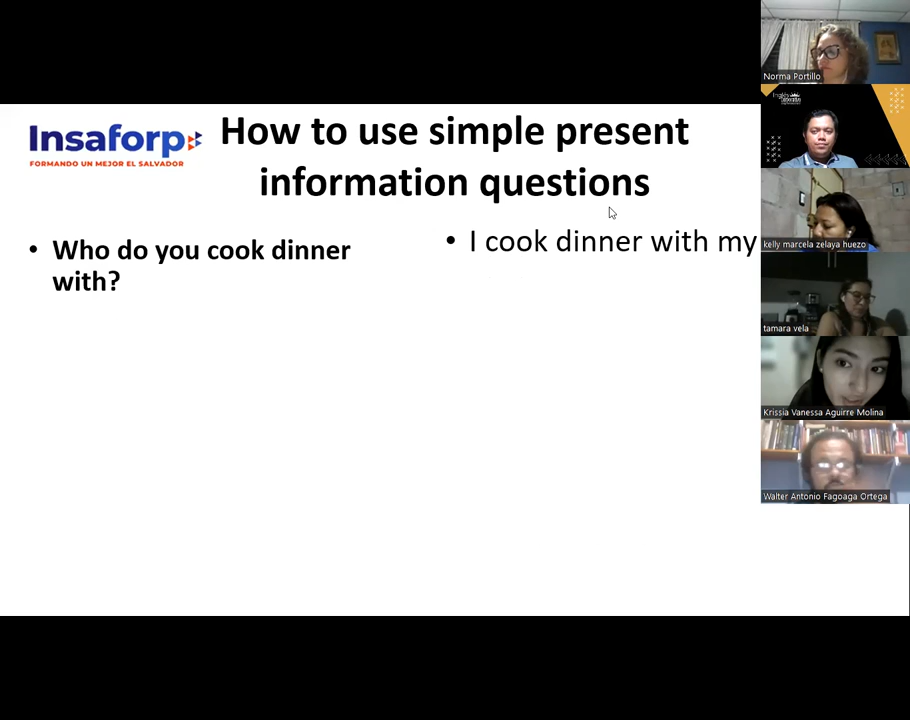 Insaforp
FORMANDO UN MEJOR EL SALVADOR
How to use simple present
information questions
• Who do you cook dinner
with?
• I cook dinner with my
Norma Portillo
Inglés
kelly marcela zelaya huezo
tamara vela
Krissia Vanessa Aguirre Molina
Walter Antonio Fagoaga Ortega